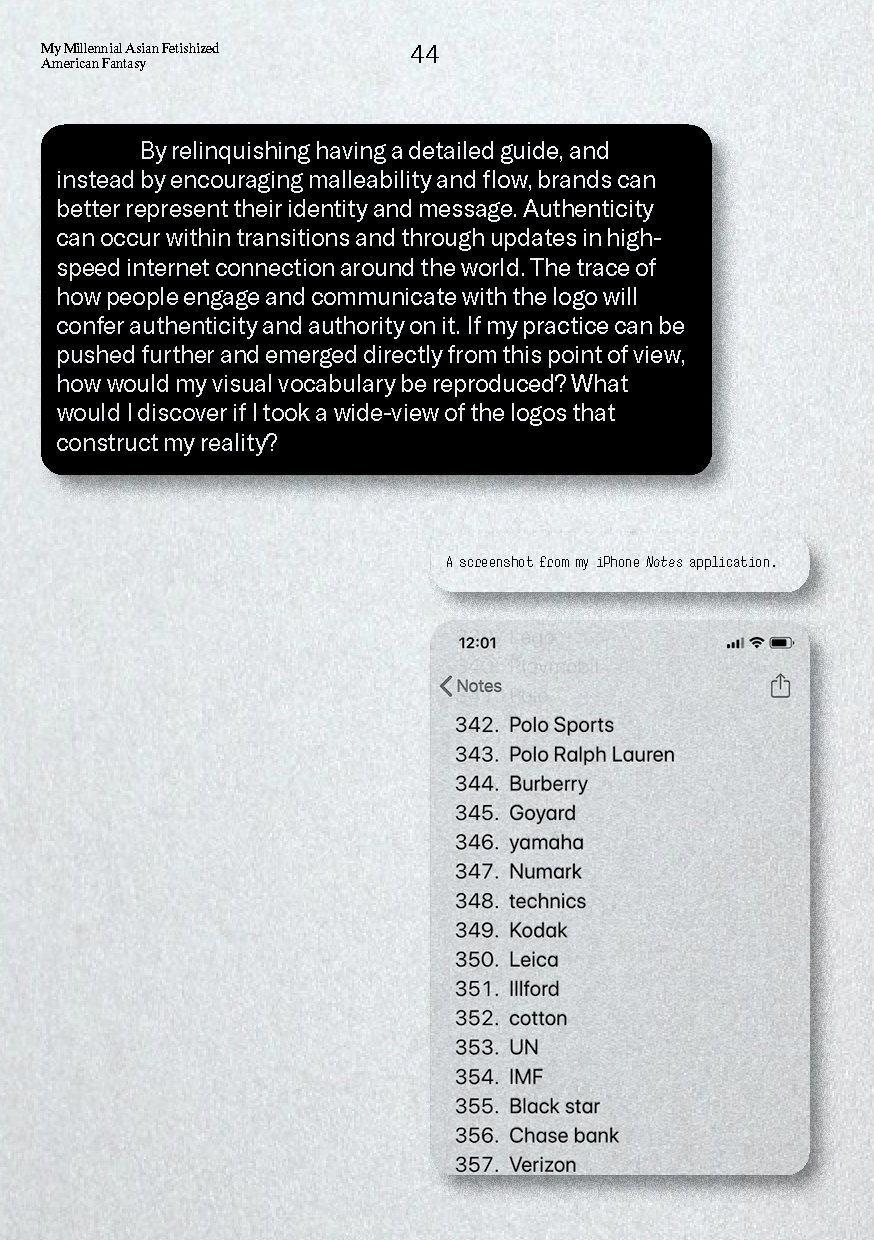 My Millennial Asian Fetishized
American Fantasy
44
By relinquishing having a detailed guide, and
instead by encouraging malleability and flow, brands can
better represent their identity and message. Authenticity
can occur within transitions and through updates in high-
speed internet connection around the world. The trace of
how people engage and communicate with the logo will
confer authenticity and authority on it. If my practice can be
pushed further and emerged directly from this point of view,
how would my visual vocabulary be reproduced? What
would I discover if I took a wide-view of the logos that
construct my reality?
A screenshot from my iPhone Notes application.
Lego
12:01
Playmobil
Notes
Polo
342. Polo Sports
343. Polo Ralph Lauren
344. Burberry
345. Goyard
346. yamaha
347. Numark
348. technics
349. Kodak
350. Leica
351. Illford
352. cotton
353. UN
354. IMF
355. Black star
356. Chase bank
357. Verizon